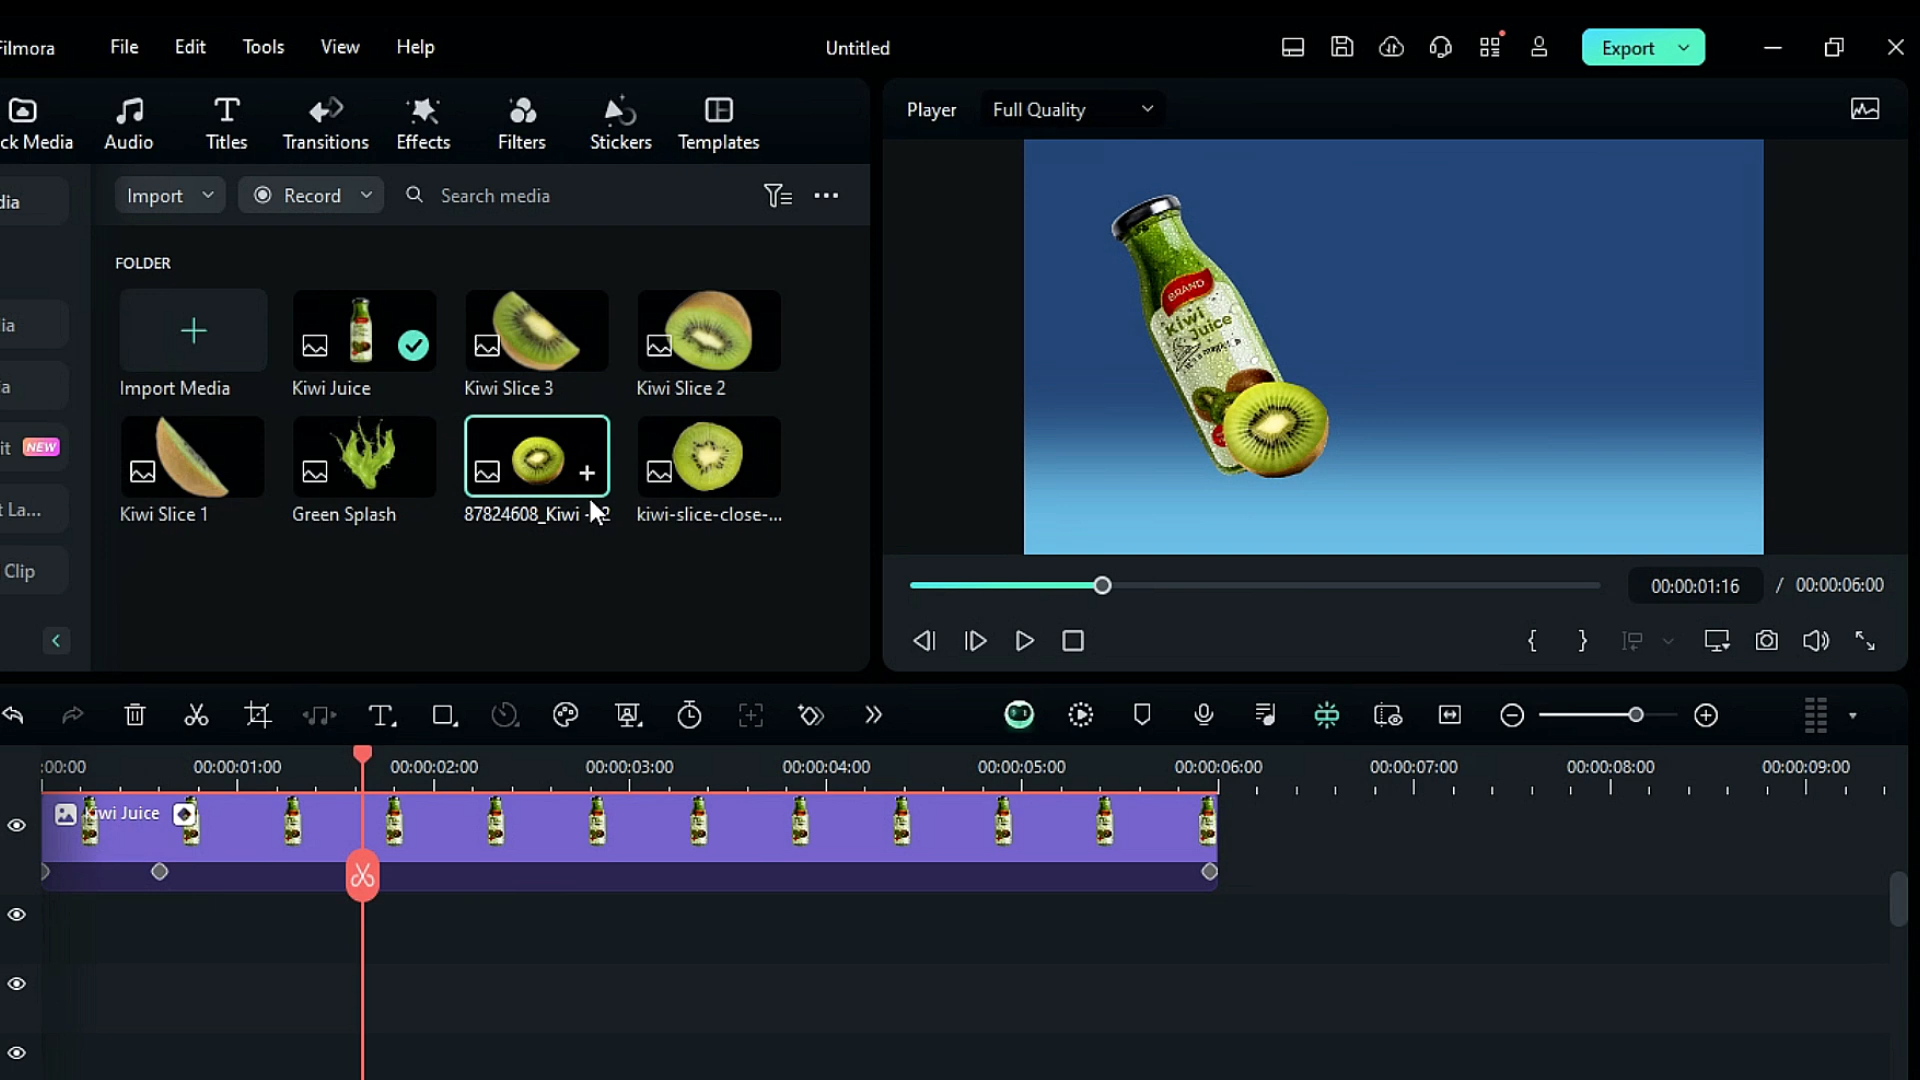 Filmora
File
Edit
Tools
View
Help
Untitled
Export
ck Media
Audio
Titles
Transitions
Effects
Filters
Stickers
Templates
Player
Full Quality
dia
Import
Record
Search media
FOLDER
Import Media
Kiwi Juice
Kiwi Slice 3
Kiwi Slice 2
Kiwi Slice 1
Green Splash
87824608_Kiwi
kiwi-slice-close-...
ia
a
it NEW
t La...
Clip
BRAND
Kiwi
Juice
00:00:01:16 / 00:00:06:00
:00:00
00:00:01:00
00:00:02:00
00:00:03:00
00:00:04:00
00:00:05:00
00:00:06:00
00:00:07:00
00:00:08:00
00:00:09:00
Kiwi Juice